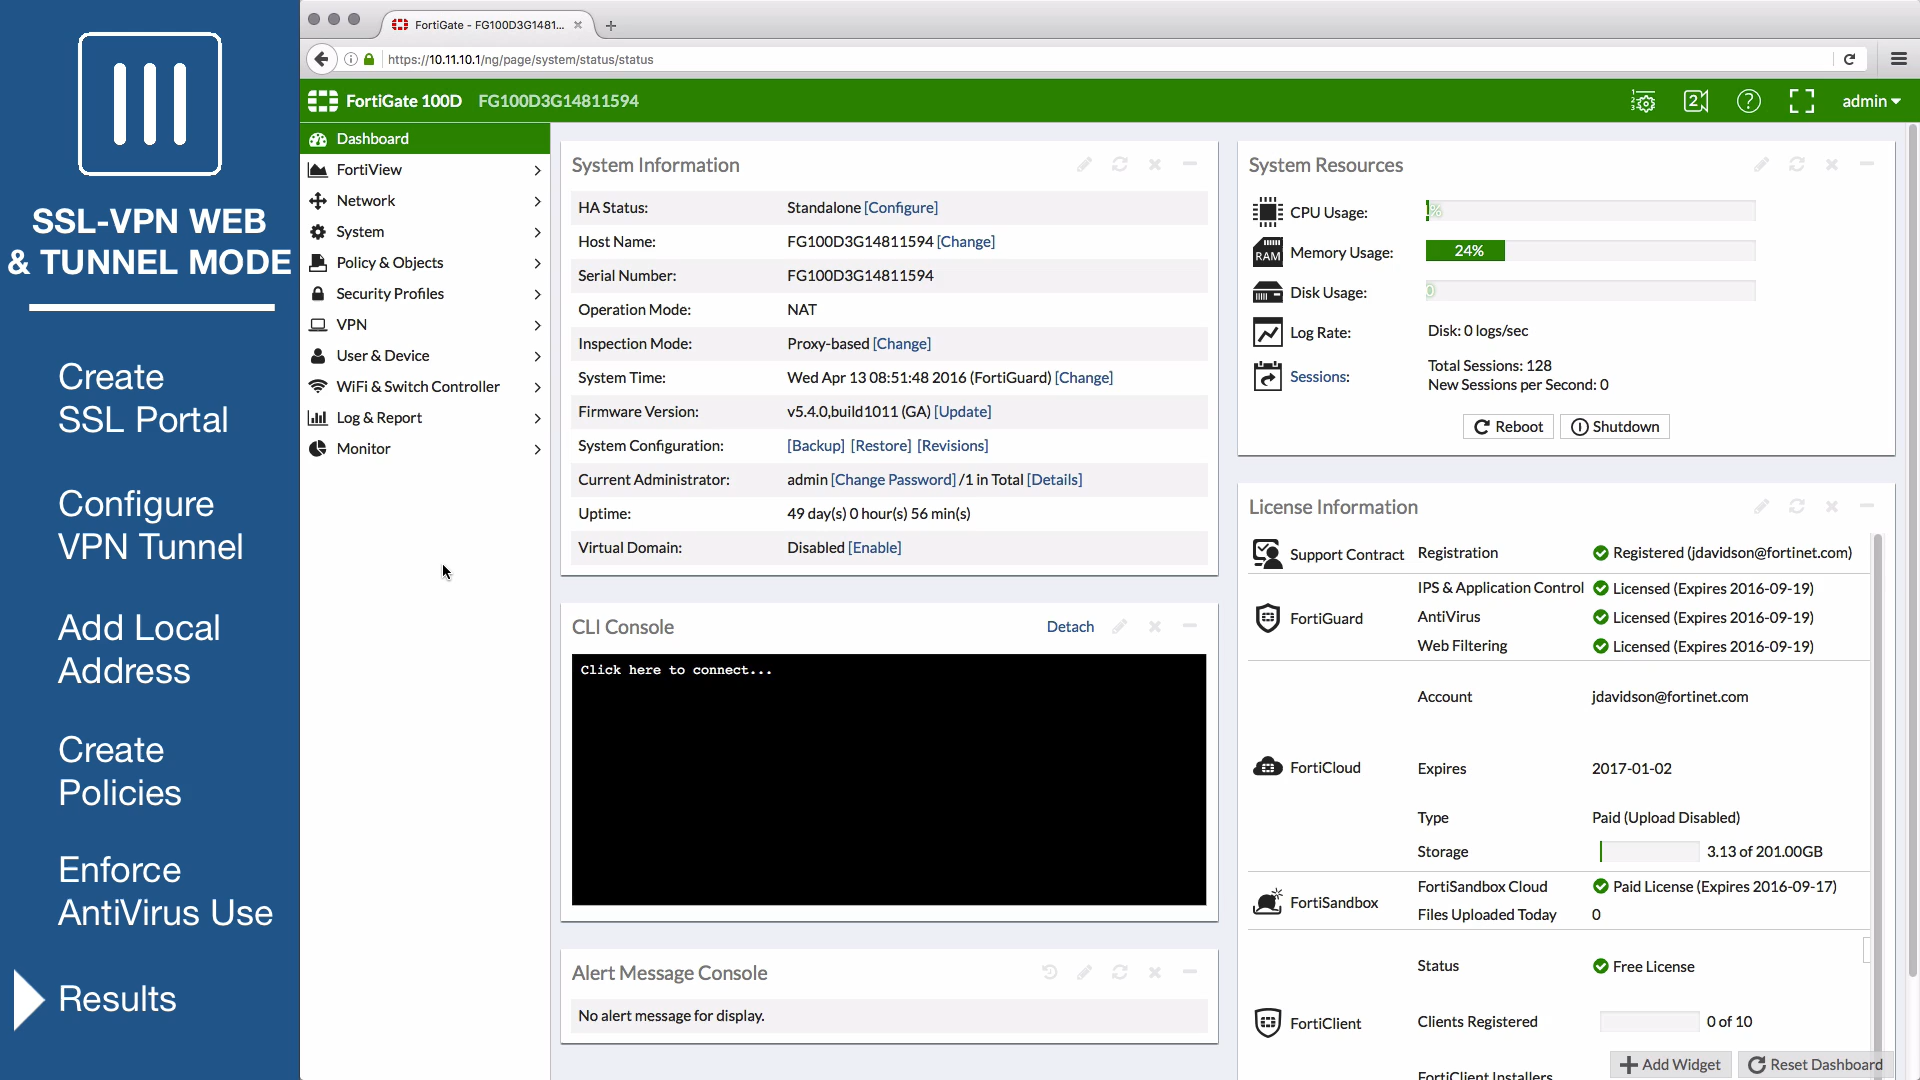 SSL-VPN WEB
& TUNNEL MODE
Create
SSL Portal
Configure
VPN Tunnel
Add Local
Address
Create
Policies
Enforce
AntiVirus Use
Results
FortiGate - FG100D3G1481...
https://10.11.10.1/ng/page/system/status/status
FortiGate 100D FG100D3G14811594
2
?
admin
Dashboard
FortiView
Network
System
Policy & Objects
Security Profiles
VPN
User & Device
WiFi & Switch Controller
Log & Report
Monitor
System Information
HA Status: Standalone [Configure]
Host Name: FG100D3G14811594 [Change]
Serial Number: FG100D3G14811594
Operation Mode: NAT
Inspection Mode: Proxy-based [Change]
System Time: Wed Apr 13 08:51:48 2016 (FortiGuard) [Change]
Firmware Version: v5.4.0,build1011 (GA) [Update]
System Configuration: [Backup] [Restore] [Revisions]
Current Administrator: admin [Change Password] /1 in Total [Details]
Uptime: 49 day(s) 0 hour(s) 56 min(s)
Virtual Domain: Disabled [Enable]
CLI Console Detach
Click here to connect...
Alert Message Console
No alert message for display.
System Resources
CPU Usage: 1%
RAM Memory Usage: 24%
Disk Usage: 0
Log Rate: Disk: 0 logs/sec
Sessions: Total Sessions: 128
New Sessions per Second: 0
Reboot Shutdown
License Information
Support Contract Registration Registered (jdavidson@fortinet.com)
FortiGuard
IPS & Application Control Licensed (Expires 2016-09-19)
AntiVirus Licensed (Expires 2016-09-19)
Web Filtering Licensed (Expires 2016-09-19)
FortiCloud
Account jdavidson@fortinet.com
Expires 2017-01-02
Type Paid (Upload Disabled)
Storage 3.13 of 201.00GB
FortiSandbox
FortiSandbox Cloud Paid License (Expires 2016-09-17)
Files Uploaded Today 0
FortiClient
Status Free License
Clients Registered 0 of 10
FortiClient Installers
Add Widget Reset Dashboard